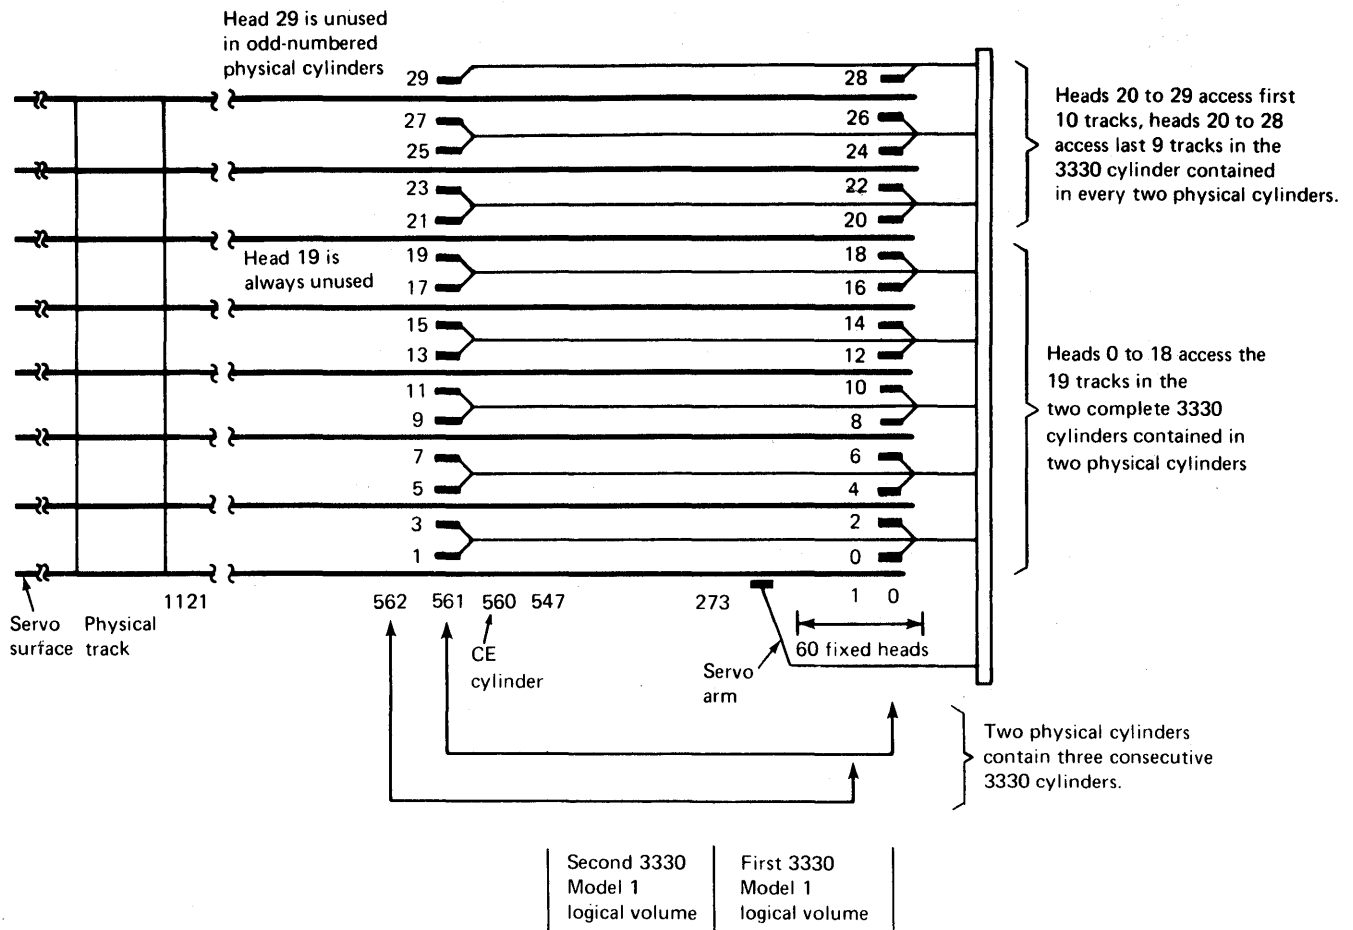 Head 29 is unused
in odd-numbered
physical cylinders
29
28
27
26
25
24
23
22
21
20
Heads 20 to 29 access first
10 tracks, heads 20 to 28
access last 9 tracks in the
3330 cylinder contained
in every two physical cylinders.
Head 19 is
always unused
19
18
17
16
15
14
13
12
11
10
9
8
7
6
5
4
3
2
1
0
Heads 0 to 18 access the
19 tracks in the
two complete 3330
cylinders contained in
two physical cylinders
1121
562
561
560
547
273
1
0
Servo
surface
Physical
track
CE
cylinder
Servo
arm
60 fixed heads
Two physical cylinders
contain three consecutive
3330 cylinders.
Second 3330
Model 1
logical volume
First 3330
Model 1
logical volume